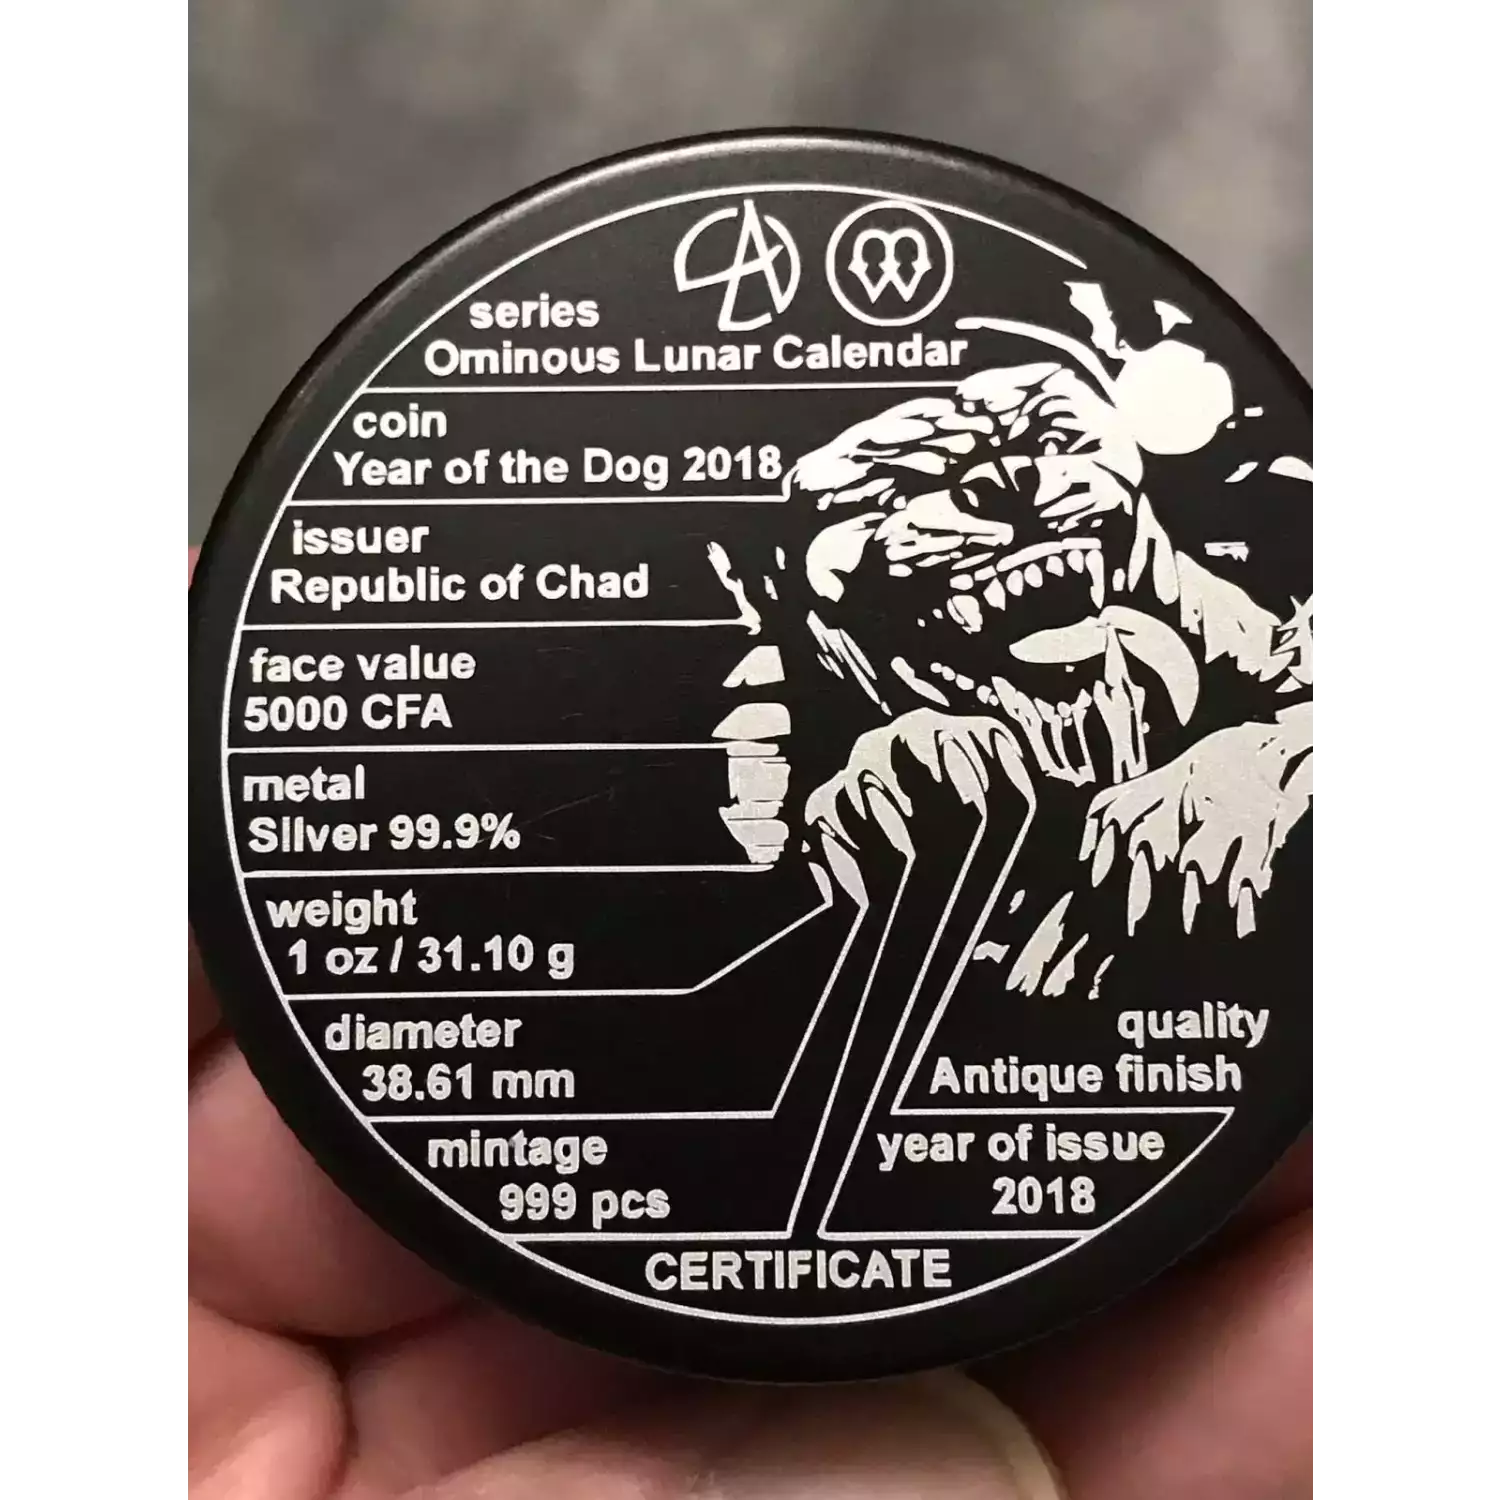 series
Ominous Lunar Calendar
coin
Year of the Dog 2018
issuer
Republic of Chad
face value
5000 CFA
metal
Silver 99.9%
weight
1 oz / 31.10 g
diameter
38.61 mm
mintage
999 pcs
quality
Antique finish
year of issue
2018
CERTIFICATE